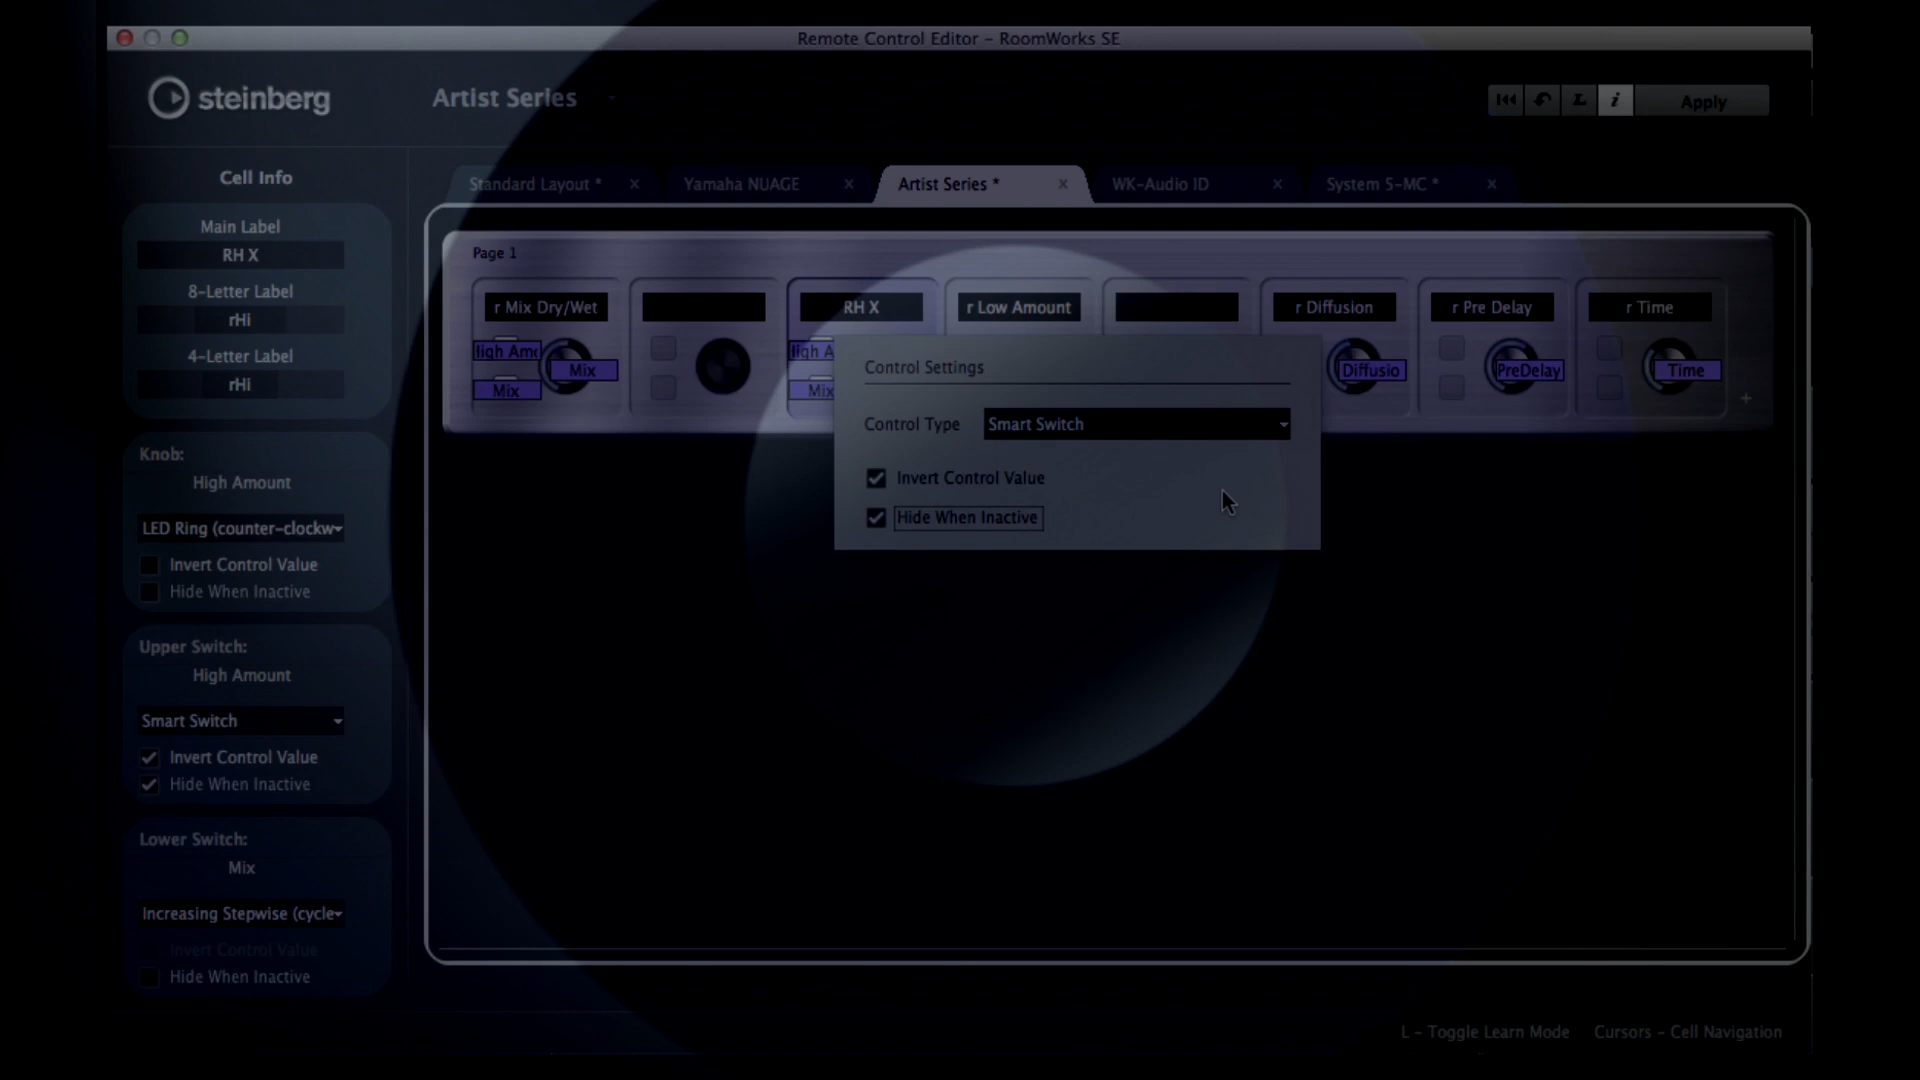 Remote Control Editor - RoomWorks SE
steinberg
Artist Series
i
Apply
Cell Info
Standard Layout * x
Yamaha NUAGE x
Artist Series * x
WK-Audio ID x
System 5-MC * x
Main Label
RH X
8-Letter Label
rHi
4-Letter Label
rHi
Page 1
r Mix Dry/Wet
RH X
r Low Amount
r Diffusion
r Pre Delay
r Time
Mix
Mix
Mix
Diffusio
PreDelay
Time
+
Control Settings
Control Type Smart Switch
Invert Control Value
Hide When Inactive
Knob:
High Amount
LED Ring (counter-clockw
Invert Control Value
Hide When Inactive
Upper Switch:
High Amount
Smart Switch
Invert Control Value
Hide When Inactive
Lower Switch:
Mix
Increasing Stepwise (cycle
Invert Control Value
Hide When Inactive
L - Toggle Learn Mode Cursors - Cell Navigation